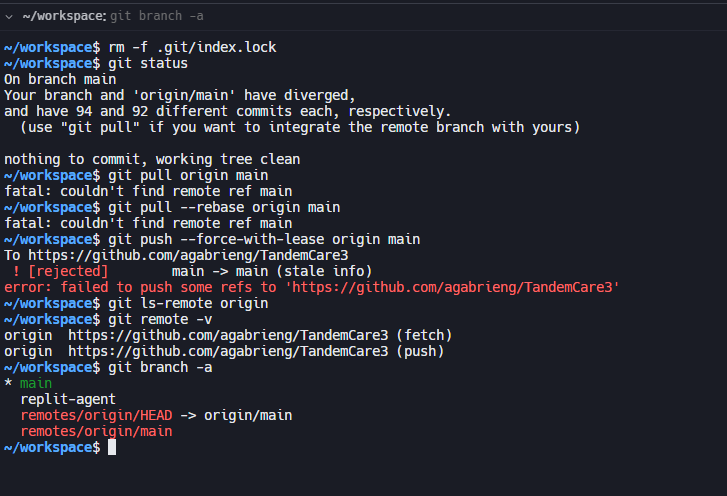 ~/workspace: git branch -a
~/workspace$ rm -f .git/index.lock
~/workspace$ git status
On branch main
Your branch and 'origin/main' have diverged,
and have 94 and 92 different commits each, respectively.
  (use "git pull" if you want to integrate the remote branch with yours)

nothing to commit, working tree clean
~/workspace$ git pull origin main
fatal: couldn't find remote ref main
~/workspace$ git pull --rebase origin main
fatal: couldn't find remote ref main
~/workspace$ git push --force-with-lease origin main
To https://github.com/agabrieng/TandemCare3
 ! [rejected]        main -> main (stale info)
error: failed to push some refs to 'https://github.com/agabrieng/TandemCare3'
~/workspace$ git ls-remote origin
~/workspace$ git remote -v
origin  https://github.com/agabrieng/TandemCare3 (fetch)
origin  https://github.com/agabrieng/TandemCare3 (push)
~/workspace$ git branch -a
* main
  replit-agent
  remotes/origin/HEAD -> origin/main
  remotes/origin/main
~/workspace$